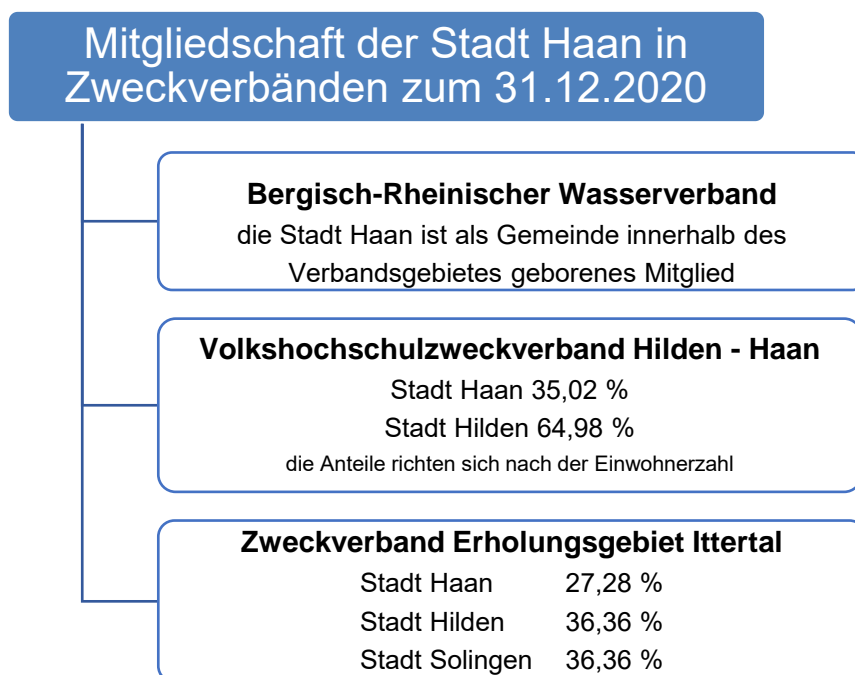 Mitgliedschaft der Stadt Haan in
Zweckverbänden zum 31.12.2020
Bergisch-Rheinischer Wasserverband
die Stadt Haan ist als Gemeinde innerhalb des
Verbandsgebietes geborenes Mitglied
Volkshochschulzweckverband Hilden - Haan
Stadt Haan 35,02 %
Stadt Hilden 64,98 %
die Anteile richten sich nach der Einwohnerzahl
Zweckverband Erholungsgebiet Ittertal
Stadt Haan 27,28 %
Stadt Hilden 36,36 %
Stadt Solingen 36,36 %